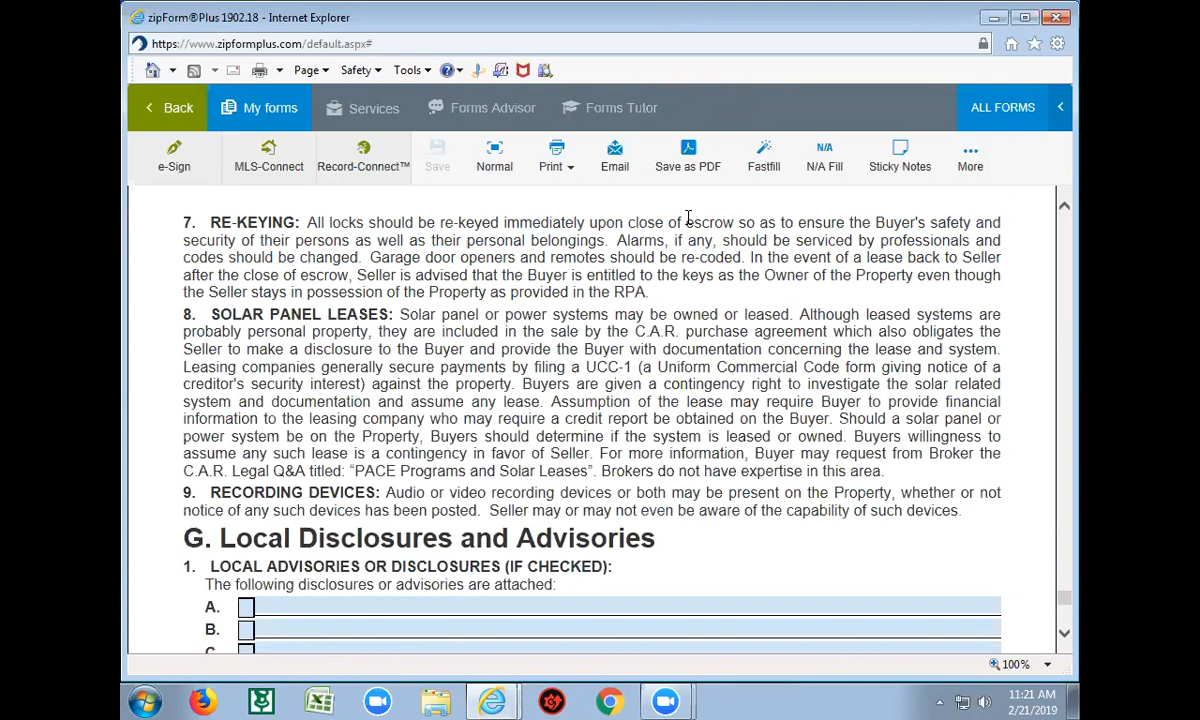 zipForm®Plus 1902.18 - Internet Explorer
https://www.zipformplus.com/default.aspx#
Page Safety Tools
Back My forms Services Forms Advisor Forms Tutor ALL FORMS
e-Sign MLS-Connect Record-Connect™ Save Normal Print Email Save as PDF Fastfill N/A N/A Fill Sticky Notes More
7. RE-KEYING: All locks should be re-keyed immediately upon close of escrow so as to ensure the Buyer's safety and
security of their persons as well as their personal belongings. Alarms, if any, should be serviced by professionals and
codes should be changed. Garage door openers and remotes should be re-coded. In the event of a lease back to Seller
after the close of escrow, Seller is advised that the Buyer is entitled to the keys as the Owner of the Property even though
the Seller stays in possession of the Property as provided in the RPA.
8. SOLAR PANEL LEASES: Solar panel or power systems may be owned or leased. Although leased systems are
probably personal property, they are included in the sale by the C.A.R. purchase agreement which also obligates the
Seller to make a disclosure to the Buyer and provide the Buyer with documentation concerning the lease and system.
Leasing companies generally secure payments by filing a UCC-1 (a Uniform Commercial Code form giving notice of a
creditor's security interest) against the property. Buyers are given a contingency right to investigate the solar related
system and documentation and assume any lease. Assumption of the lease may require Buyer to provide financial
information to the leasing company who may require a credit report be obtained on the Buyer. Should a solar panel or
power system be on the Property, Buyers should determine if the system is leased or owned. Buyers willingness to
assume any such lease is a contingency in favor of Seller. For more information, Buyer may request from Broker the
C.A.R. Legal Q&A titled: “PACE Programs and Solar Leases”. Brokers do not have expertise in this area.
9. RECORDING DEVICES: Audio or video recording devices or both may be present on the Property, whether or not
notice of any such devices has been posted. Seller may or may not even be aware of the capability of such devices.
G. Local Disclosures and Advisories
1. LOCAL ADVISORIES OR DISCLOSURES (IF CHECKED):
The following disclosures or advisories are attached:
A.
B.
C.
100%
11:21 AM
2/21/2019